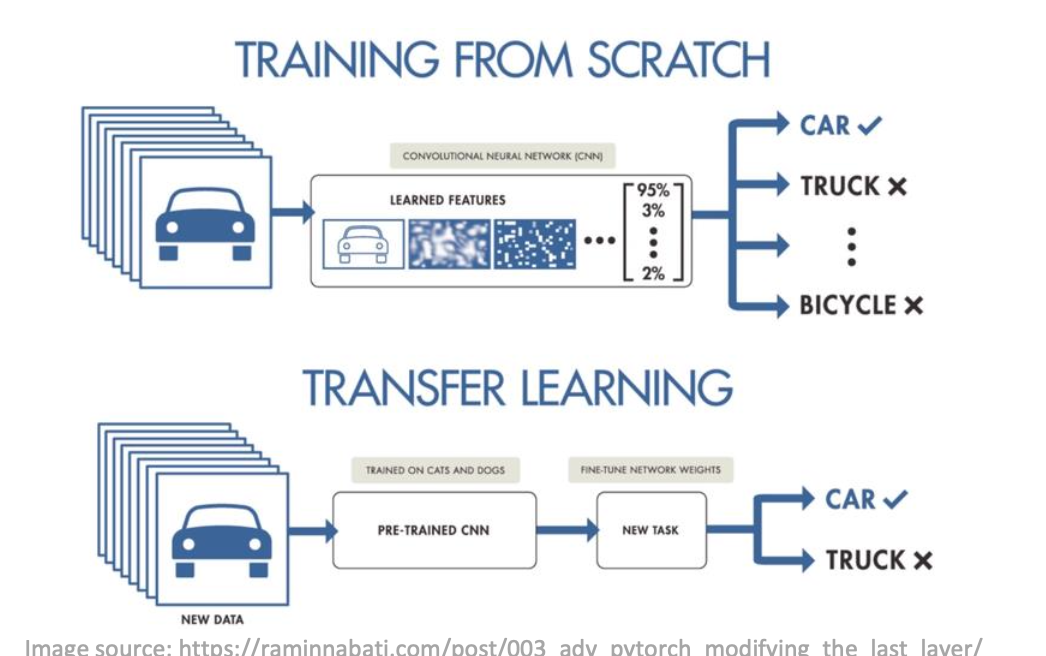 TRAINING FROM SCRATCH
CONVOLUTIONAL NEURAL NETWORK (CNN)
LEARNED FEATURES
95%
3%
2%
CAR
TRUCK
BICYCLE
TRANSFER LEARNING
TRAINED ON CATS AND DOGS
FINE-TUNE NETWORK WEIGHTS
PRE-TRAINED CNN
NEW TASK
CAR
TRUCK
NEW DATA
Image source: https://raminnabati.com/post/003_adv_pytorch_modifying_the_last_layer/